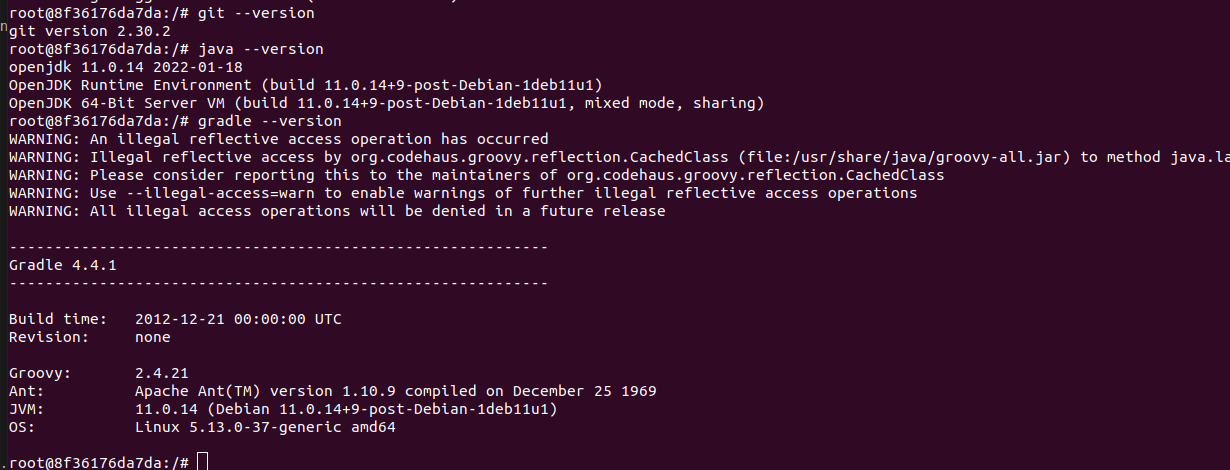 root@8f36176da7da:/# git --version
git version 2.30.2
root@8f36176da7da:/# java --version
openjdk 11.0.14 2022-01-18
OpenJDK Runtime Environment (build 11.0.14+9-post-Debian-1deb11u1)
OpenJDK 64-Bit Server VM (build 11.0.14+9-post-Debian-1deb11u1, mixed mode, sharing)
root@8f36176da7da:/# gradle --version
WARNING: An illegal reflective access operation has occurred
WARNING: Illegal reflective access by org.codehaus.groovy.reflection.CachedClass (file:/usr/share/java/groovy-all.jar) to method java.la
WARNING: Please consider reporting this to the maintainers of org.codehaus.groovy.reflection.CachedClass
WARNING: Use --illegal-access=warn to enable warnings of further illegal reflective access operations
WARNING: All illegal access operations will be denied in a future release
------------------------------------------------------------
Gradle 4.4.1
------------------------------------------------------------
Build time:   2012-12-21 00:00:00 UTC
Revision:     none
Groovy:       2.4.21
Ant:          Apache Ant(TM) version 1.10.9 compiled on December 25 1969
JVM:          11.0.14 (Debian 11.0.14+9-post-Debian-1deb11u1)
OS:           Linux 5.13.0-37-generic amd64
root@8f36176da7da:/#